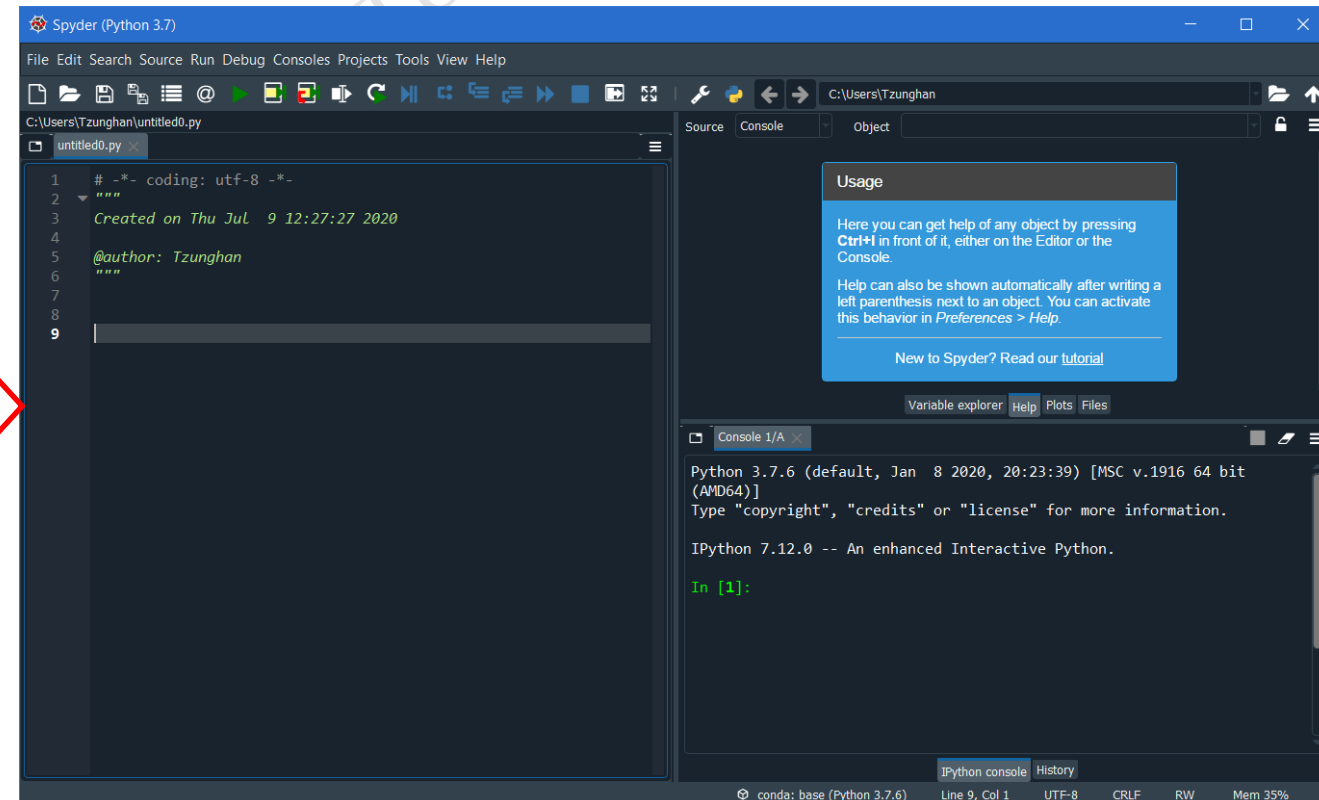 Spyder (Python 3.7)
File Edit Search Source Run Debug Consoles Projects Tools View Help
C:\Users\Tzunghan
C:\Users\Tzunghan\untitled0.py
untitled0.py
1 # -*- coding: utf-8 -*-
2 """
3 Created on Thu Jul  9 12:27:27 2020
4
5 @author: Tzunghan
6 """
7
8
9
Source Console Object
Usage
Here you can get help of any object by pressing
Ctrl+I in front of it, either on the Editor or the
Console.
Help can also be shown automatically after writing a
left parenthesis next to an object. You can activate
this behavior in Preferences > Help.
New to Spyder? Read our tutorial
Variable explorer Help Plots Files
Console 1/A
Python 3.7.6 (default, Jan  8 2020, 20:23:39) [MSC v.1916 64 bit
(AMD64)]
Type "copyright", "credits" or "license" for more information.
IPython 7.12.0 -- An enhanced Interactive Python.
In [1]:
IPython console History
conda: base (Python 3.7.6) Line 9, Col 1 UTF-8 CRLF RW Mem 35%